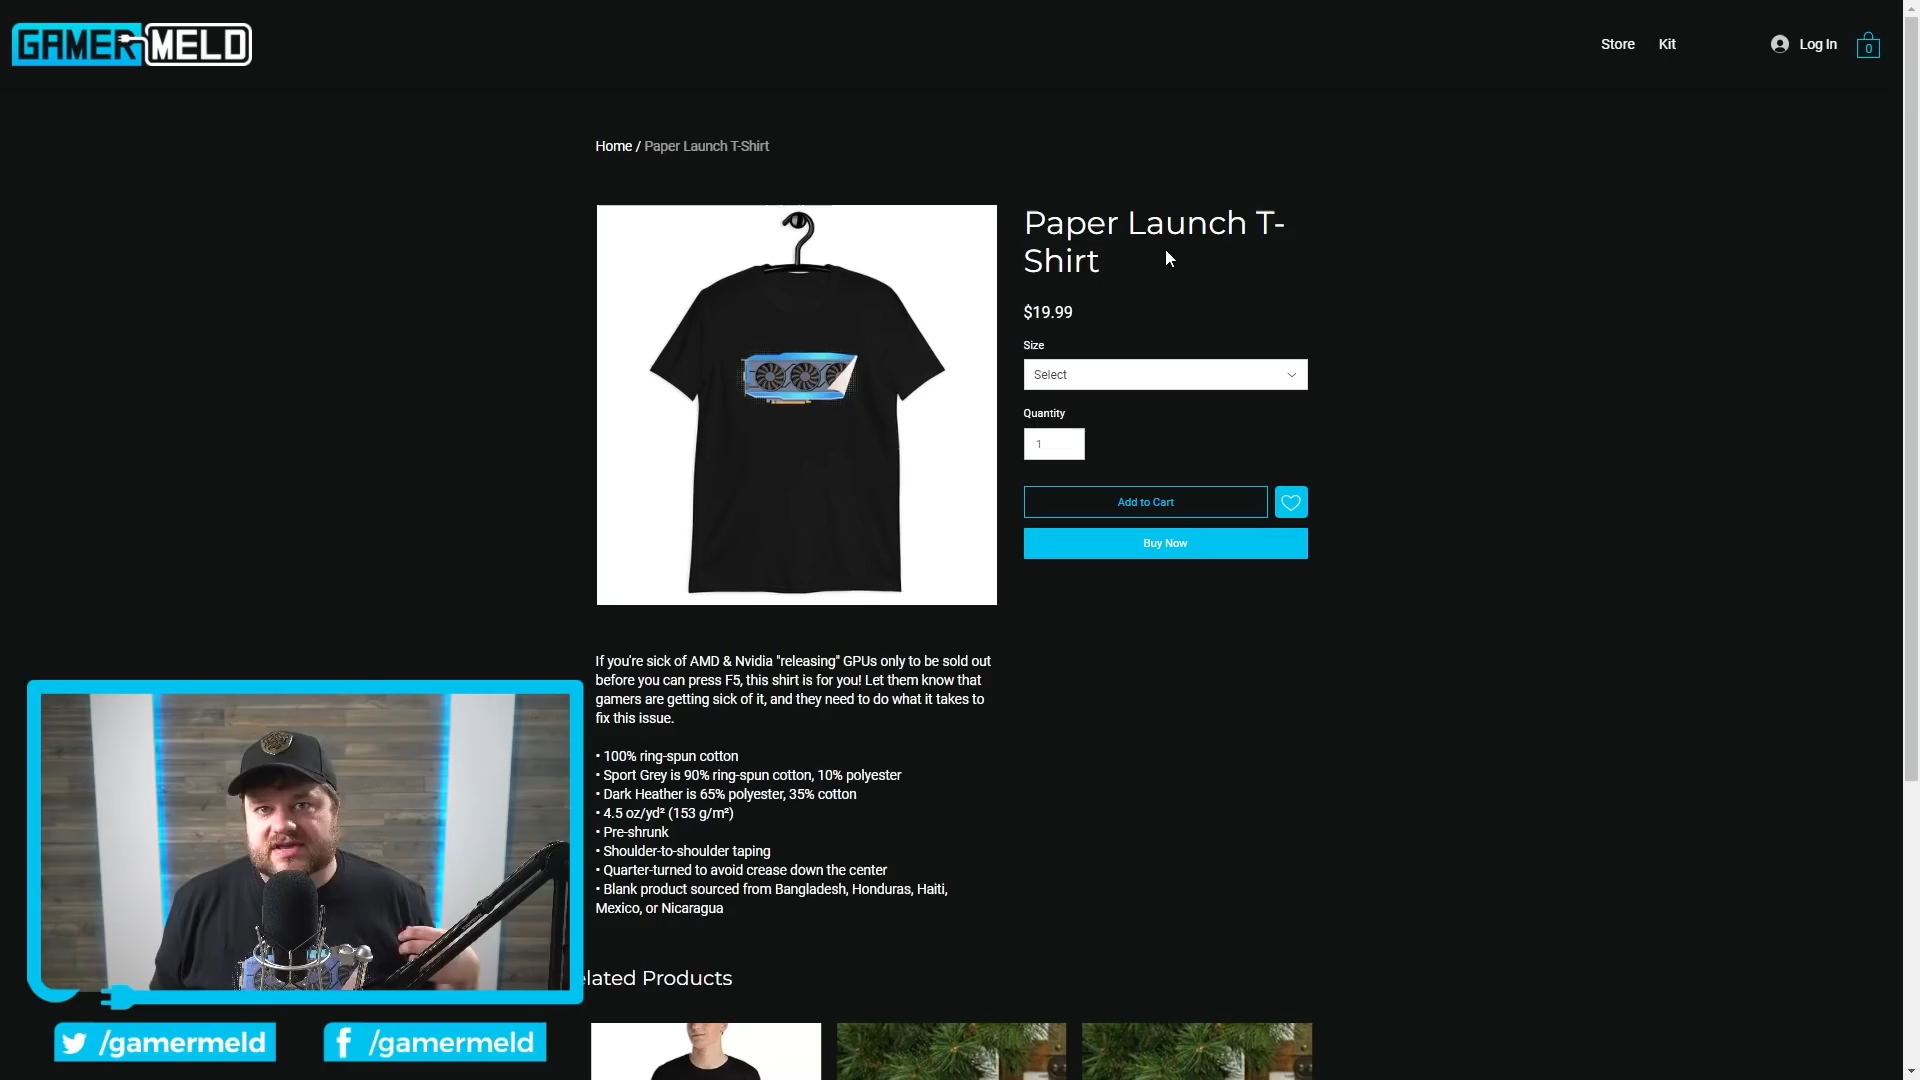 GAMER MELD
Store
Kit
Log In
0
Home / Paper Launch T-Shirt
Paper Launch T-
Shirt
$19.99
Size
Select
Quantity
1
Add to Cart
Buy Now
If you're sick of AMD & Nvidia "releasing" GPUs only to be sold out
before you can press F5, this shirt is for you! Let them know that
gamers are getting sick of it, and they need to do what it takes to
fix this issue.
• 100% ring-spun cotton
• Sport Grey is 90% ring-spun cotton, 10% polyester
• Dark Heather is 65% polyester, 35% cotton
• 4.5 oz/yd² (153 g/m²)
• Pre-shrunk
• Shoulder-to-shoulder taping
• Quarter-turned to avoid crease down the center
• Blank product sourced from Bangladesh, Honduras, Haiti,
Mexico, or Nicaragua
elated Products
/gamermeld
/gamermeld